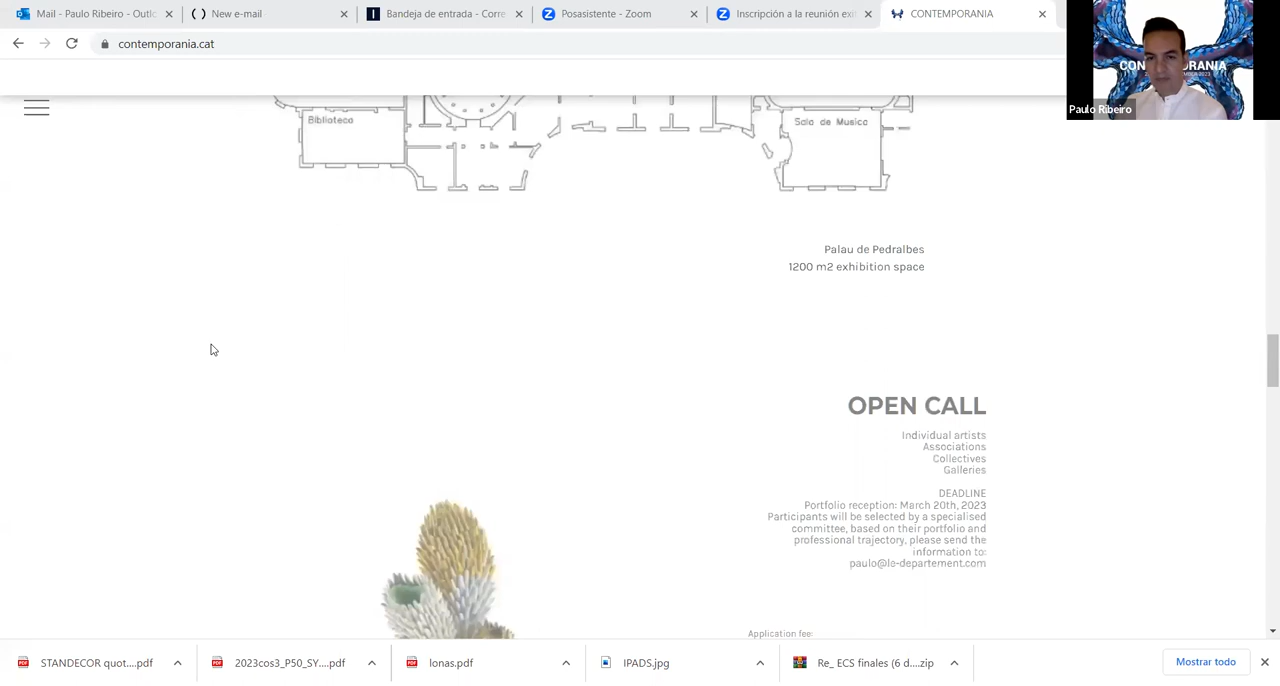 Mail - Paulo Ribeiro - Outlo
New e-mail
Bandeja de entrada - Corre
Posasistente - Zoom
Inscripción a la reunión exit
CONTEMPORANIA
contemporania.cat
Paulo Ribeiro
Biblioteca
Sala de Musica
Palau de Pedralbes
1200 m2 exhibition space
OPEN CALL
Individual artists
Associations
Collectives
Galleries
DEADLINE
Portfolio reception: March 20th, 2023
Participants will be selected by a specialised
committee, based on their portfolio and
professional trajectory, please send the
information to:
paulo@le-departement.com
Application fee:
STANDECOR quot....pdf
2023cos3_P50_SY....pdf
lonas.pdf
IPADS.jpg
Re_ ECS finales (6 d....zip
Mostrar todo